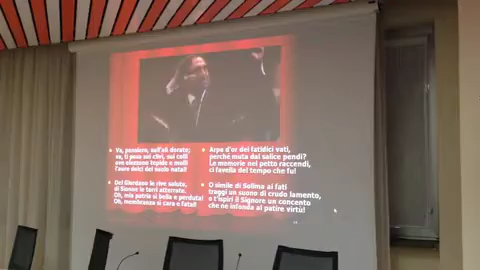 Va, pensiero, sull'ali dorate;
va, ti posa sui clivi, sui colli
ove olezzano tepide e molli
l'aure dolci del suolo natal!
Del Giordano le rive saluta,
di Sionne le torri atterrate.
Oh, mia patria sì bella e perduta!
Oh, membranza sì cara e fatal!
Arpa d'or dei fatidici vati,
perché muta dal salice pendi?
Le memorie nel petto raccendi,
ci favella del tempo che fu!
O simile di Solima ai fati
traggi un suono di crudo lamento,
o t'ispiri il Signore un concento
che ne infonda al patire virtù!